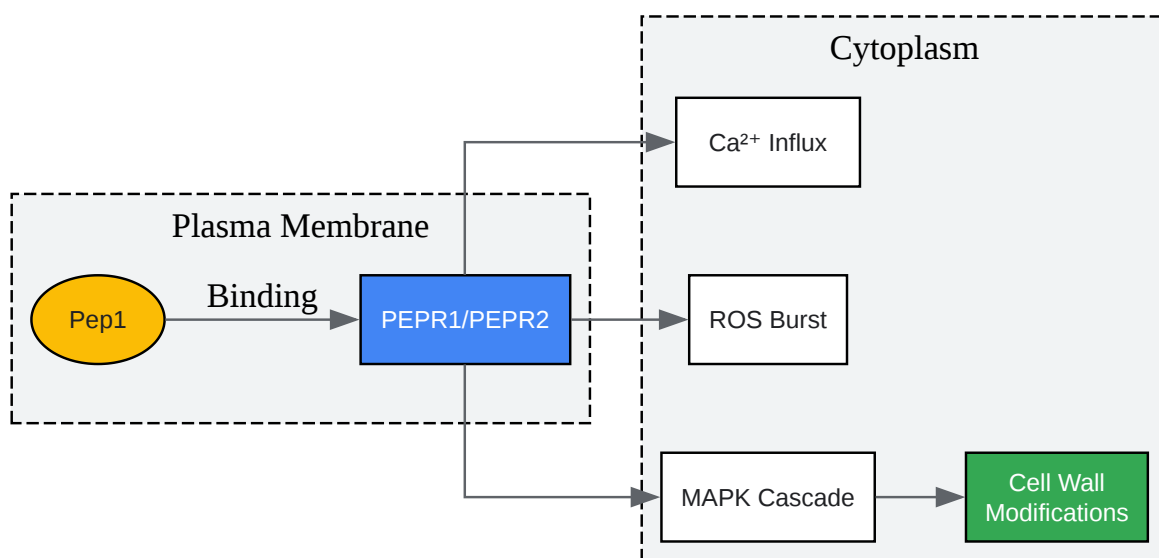 Cytoplasm
Ca²⁺ Influx
Plasma Membrane
Pep1
Binding
PEPR1/PEPR2
ROS Burst
MAPK Cascade
Cell Wall
Modifications